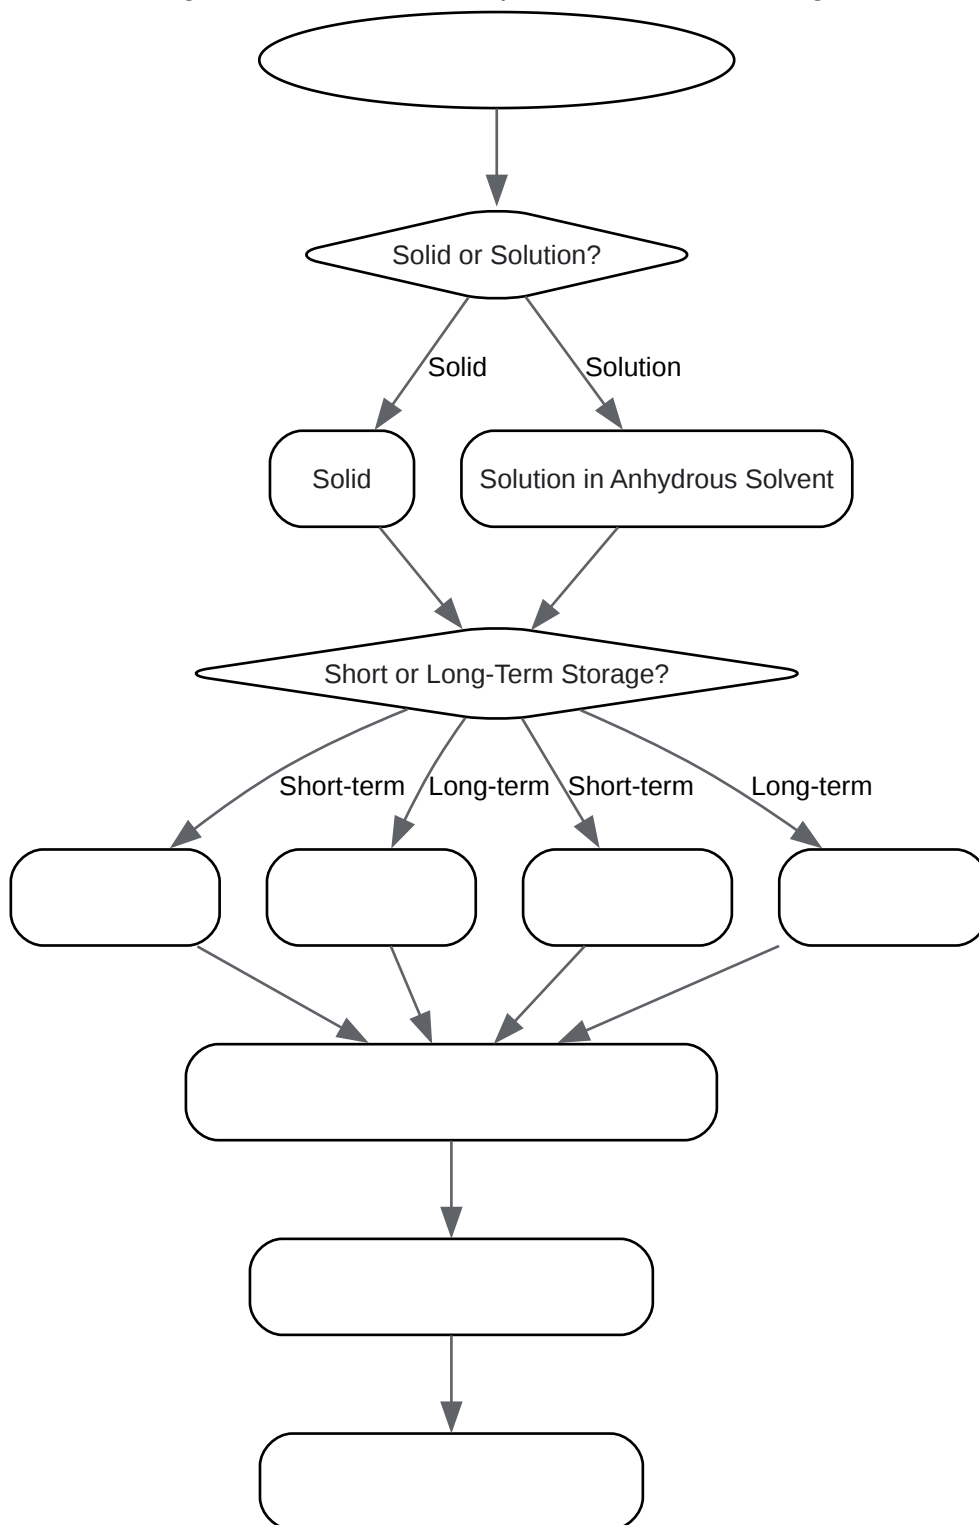 Solid or Solution?
Solid
Solution
Solid
Solution in Anhydrous Solvent
Short or Long-Term Storage?
Short-term
Long-term
Short-term
Long-term